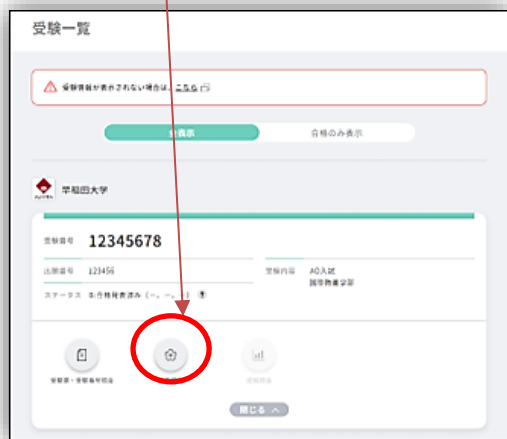 受験一覧
受験情報が表示されない場合は、こちら
全表示
合格のみ表示
早稲田大学
受験番号 12345678
出願番号 123456
受験内容 AO入試
国際教養学部
ステータス
受験票・受験番号照会
閉じる